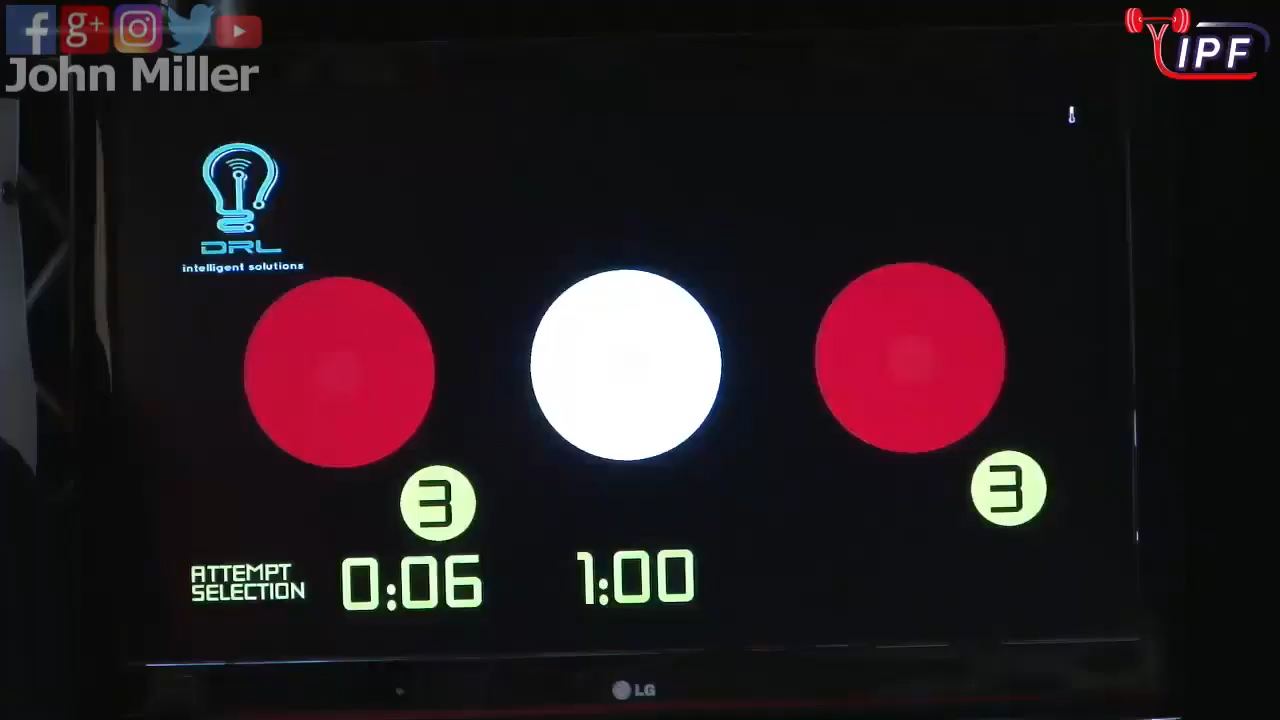 f g+
John Miller
IPF
DRL
intelligent solutions
3
3
ATTEMPT
SELECTION
0:06 1:00
LG